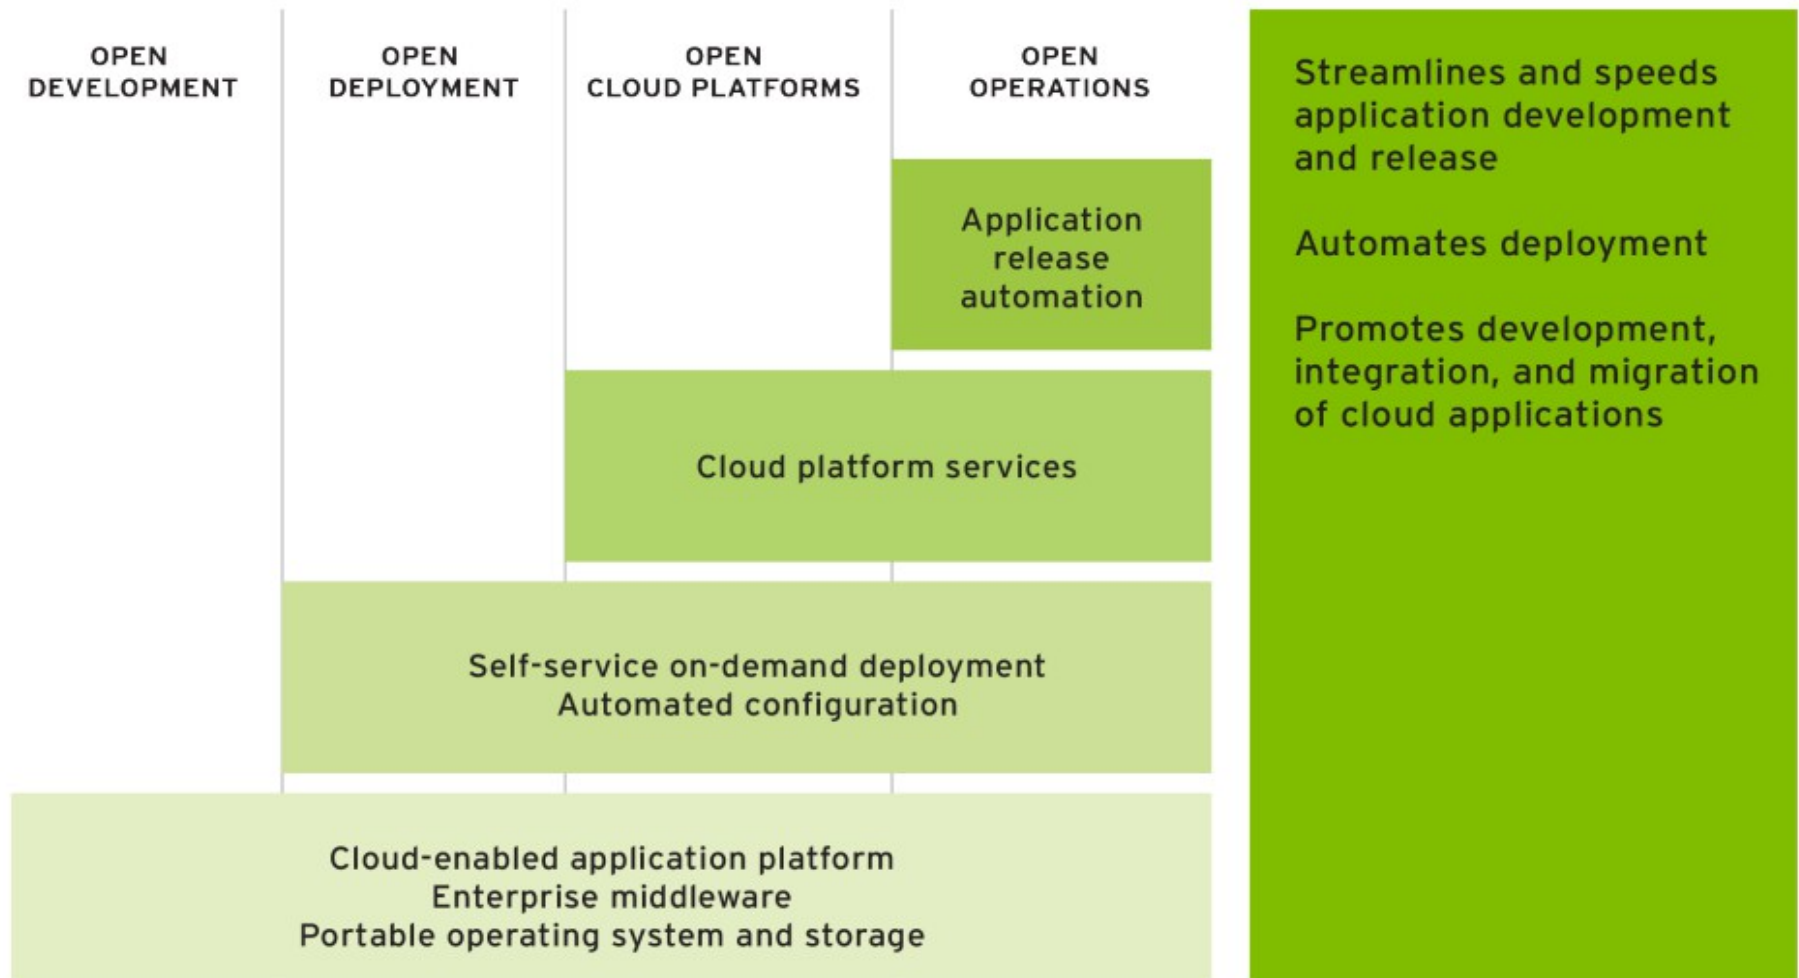 OPEN
DEVELOPMENT
OPEN
DEPLOYMENT
OPEN
CLOUD PLATFORMS
OPEN
OPERATIONS
Application
release
automation
Cloud platform services
Self-service on-demand deployment
Automated configuration
Cloud-enabled application platform
Enterprise middleware
Portable operating system and storage
Streamlines and speeds
application development
and release
Automates deployment
Promotes development,
integration, and migration
of cloud applications